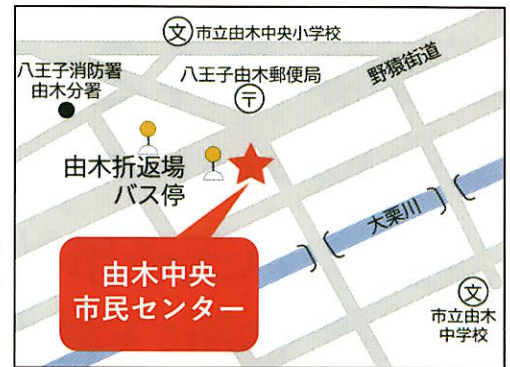 文 市立由木中央小学校
八王子消防署
由木分署
八王子由木郵便局
〒
野猿街道
由木折返場
バス停
大栗川
由木中央
市民センター
文
市立由木
中学校